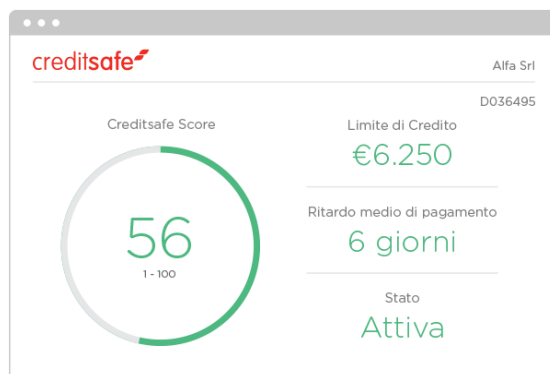 creditsafe
Alfa Srl
D036495
Creditsafe Score
56
1 - 100
Limite di Credito
€6.250
Ritardo medio di pagamento
6 giorni
Stato
Attiva